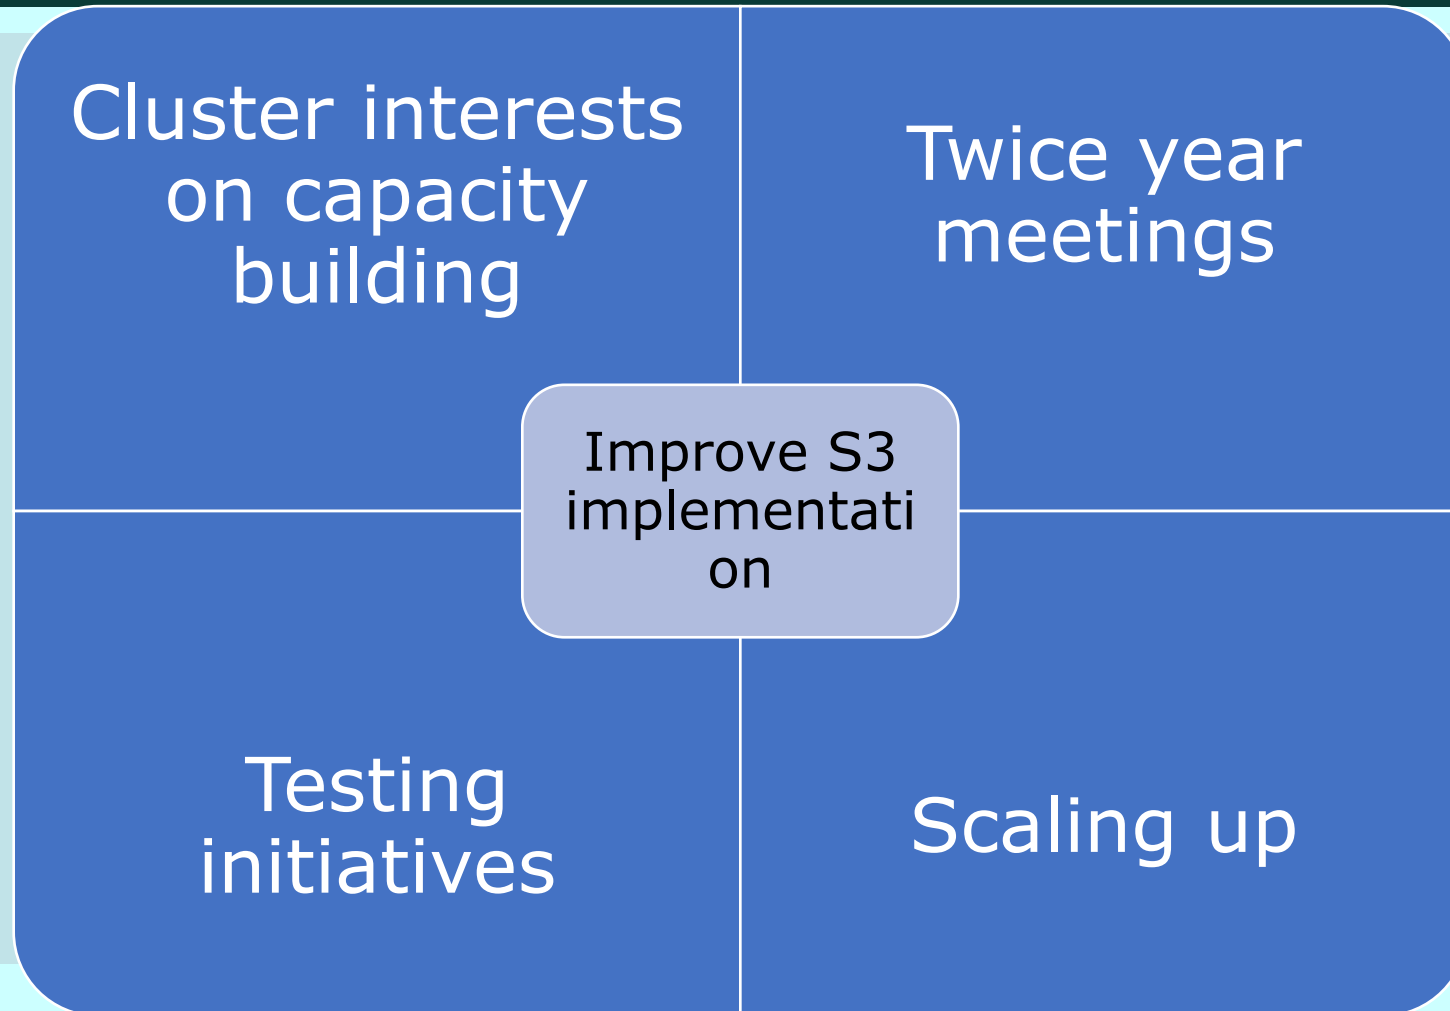 Cluster interests
on capacity
building
Twice year
meetings
Improve S3
implementati
on
Testing
initiatives
Scaling up